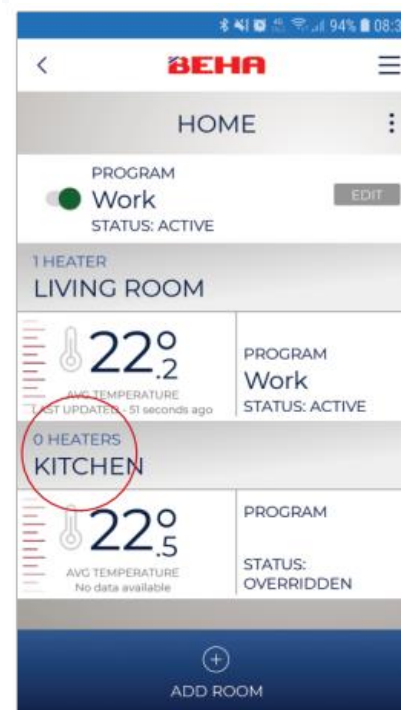 94% 08:3
BEHA
HOME
PROGRAM
Work
STATUS: ACTIVE
EDIT
1 HEATER
LIVING ROOM
22.2°
AVG TEMPERATURE
LAST UPDATED - 51 seconds ago
PROGRAM
Work
STATUS: ACTIVE
0 HEATERS
KITCHEN
22.5°
AVG TEMPERATURE
No data available
PROGRAM
STATUS:
OVERRIDDEN
ADD ROOM